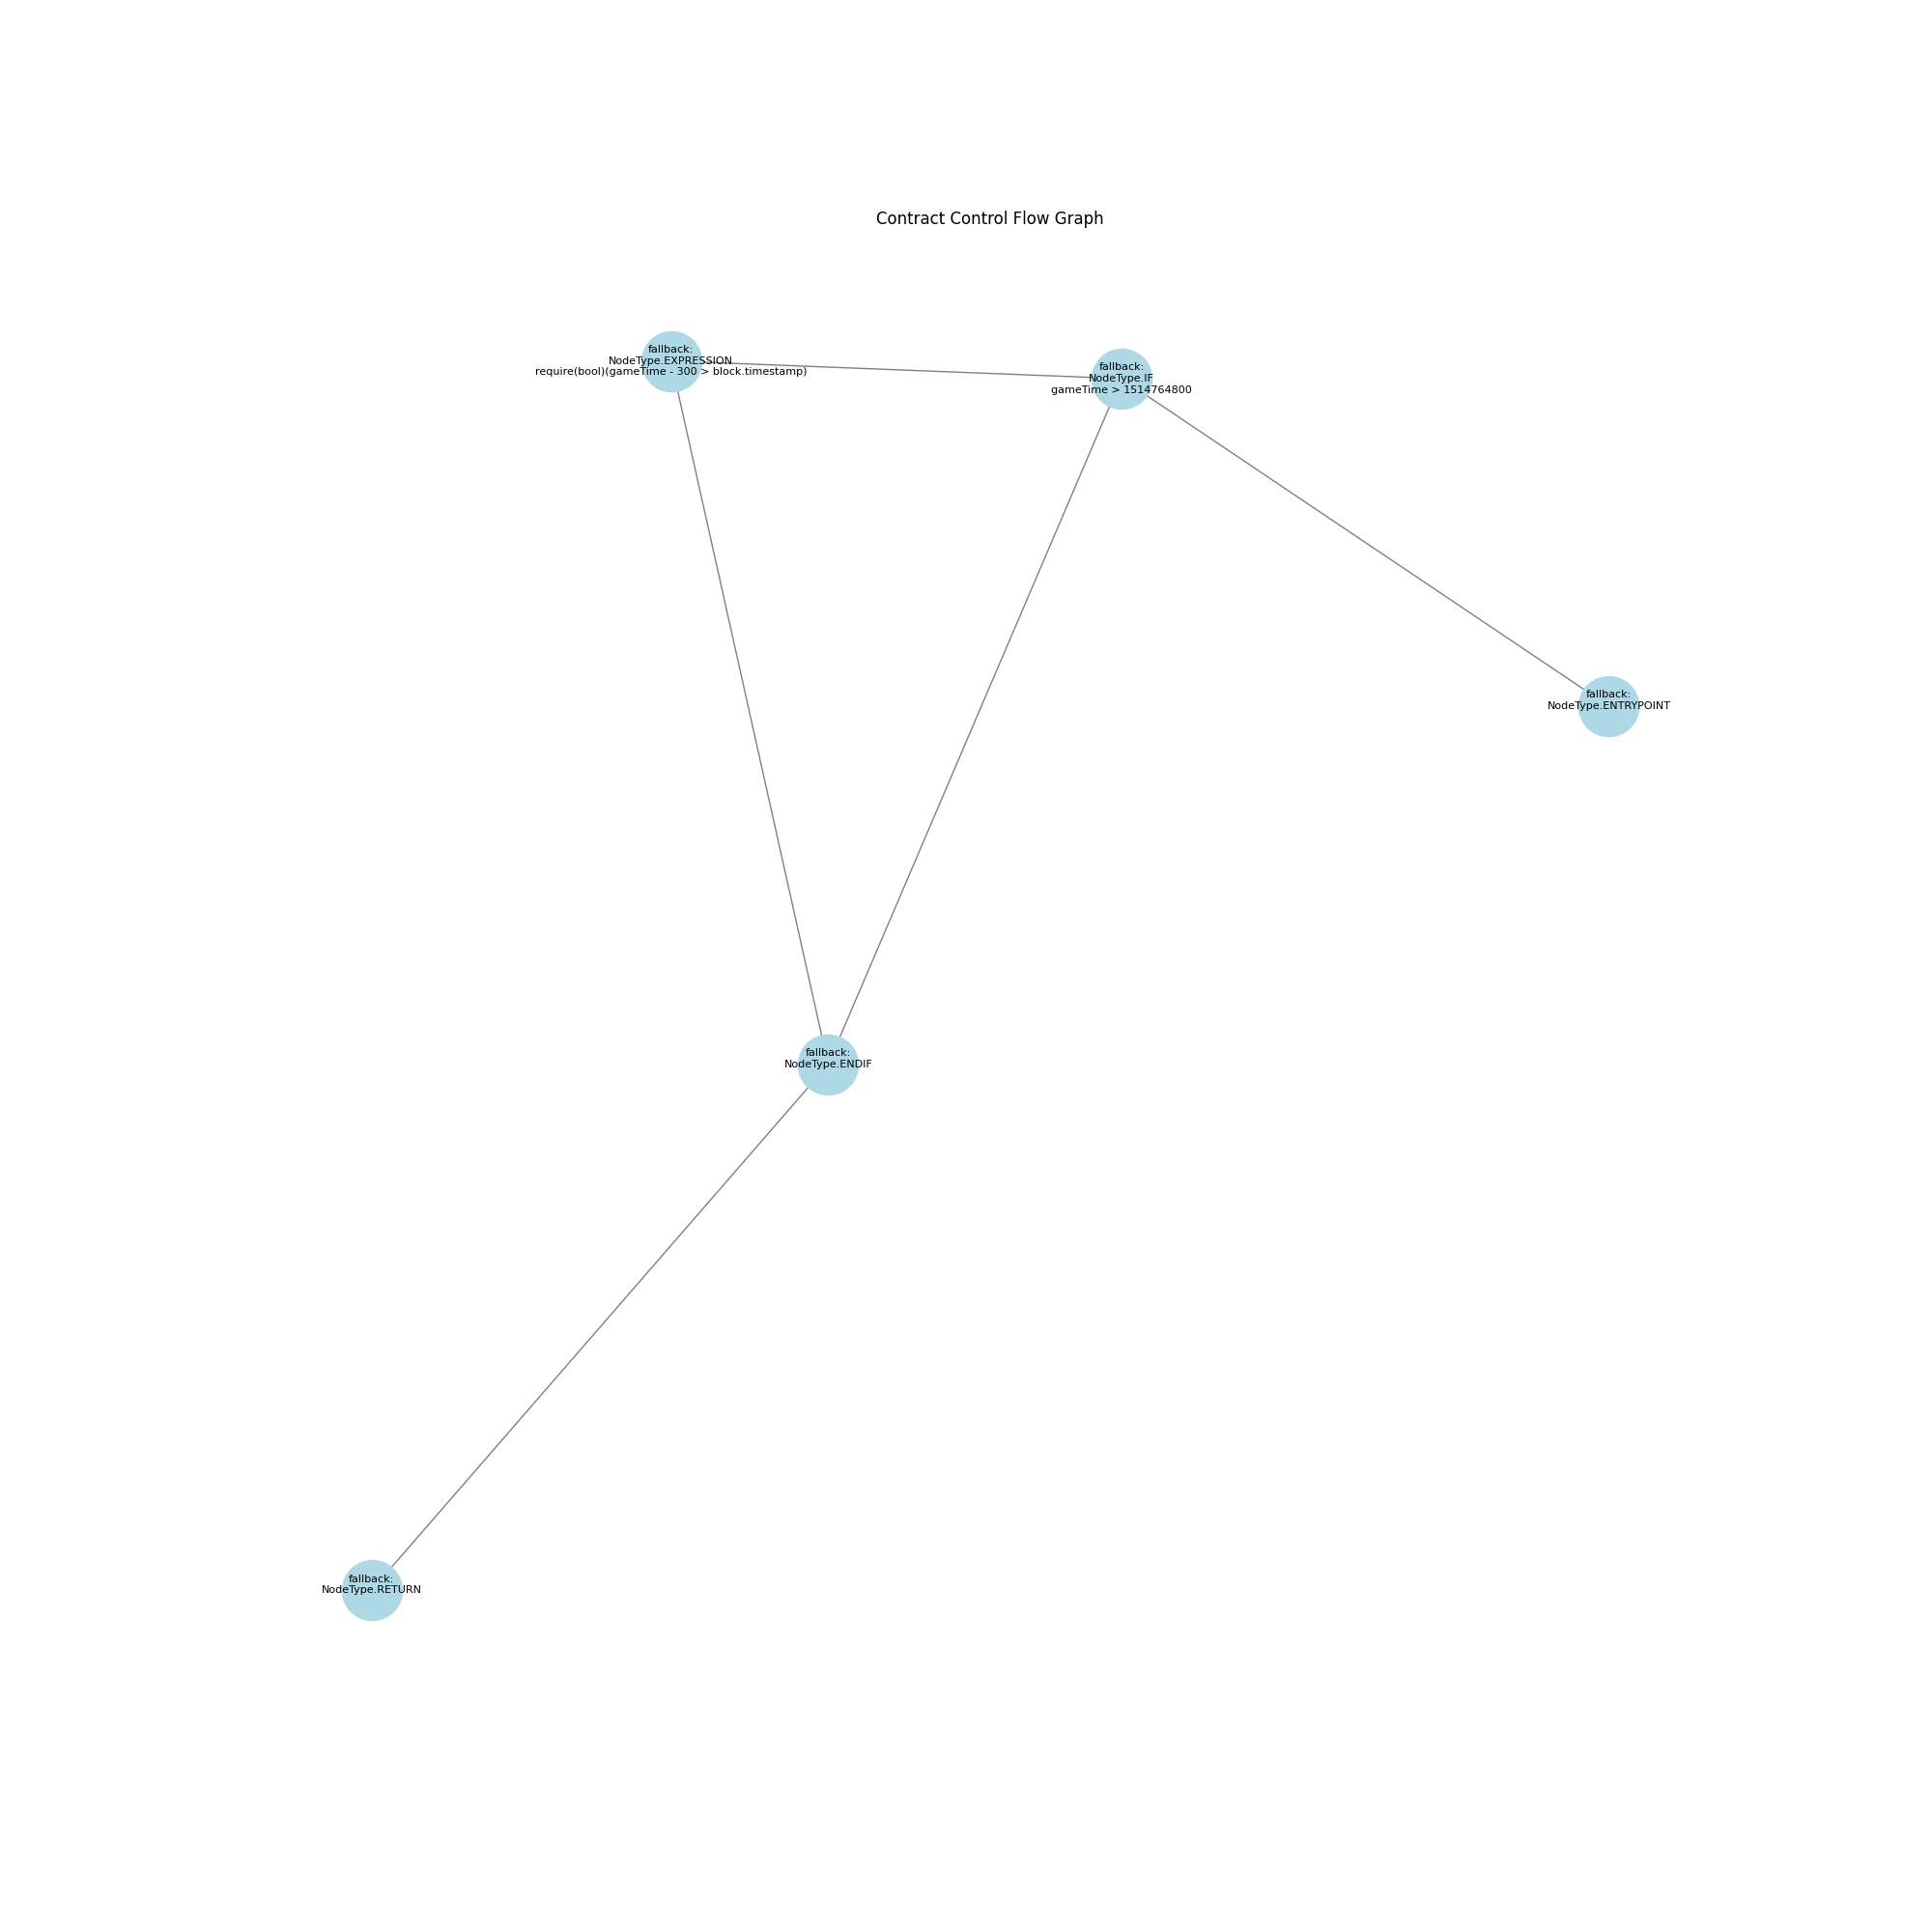 Contract Control Flow Graph
fallback:
NodeType.EXPRESSION
require(bool)(gameTime - 300 > block.timestamp)
fallback:
NodeType.IF
gameTime > 1514764800
fallback:
NodeType.ENTRYPOINT
fallback:
NodeType.ENDIF
fallback:
NodeType.RETURN